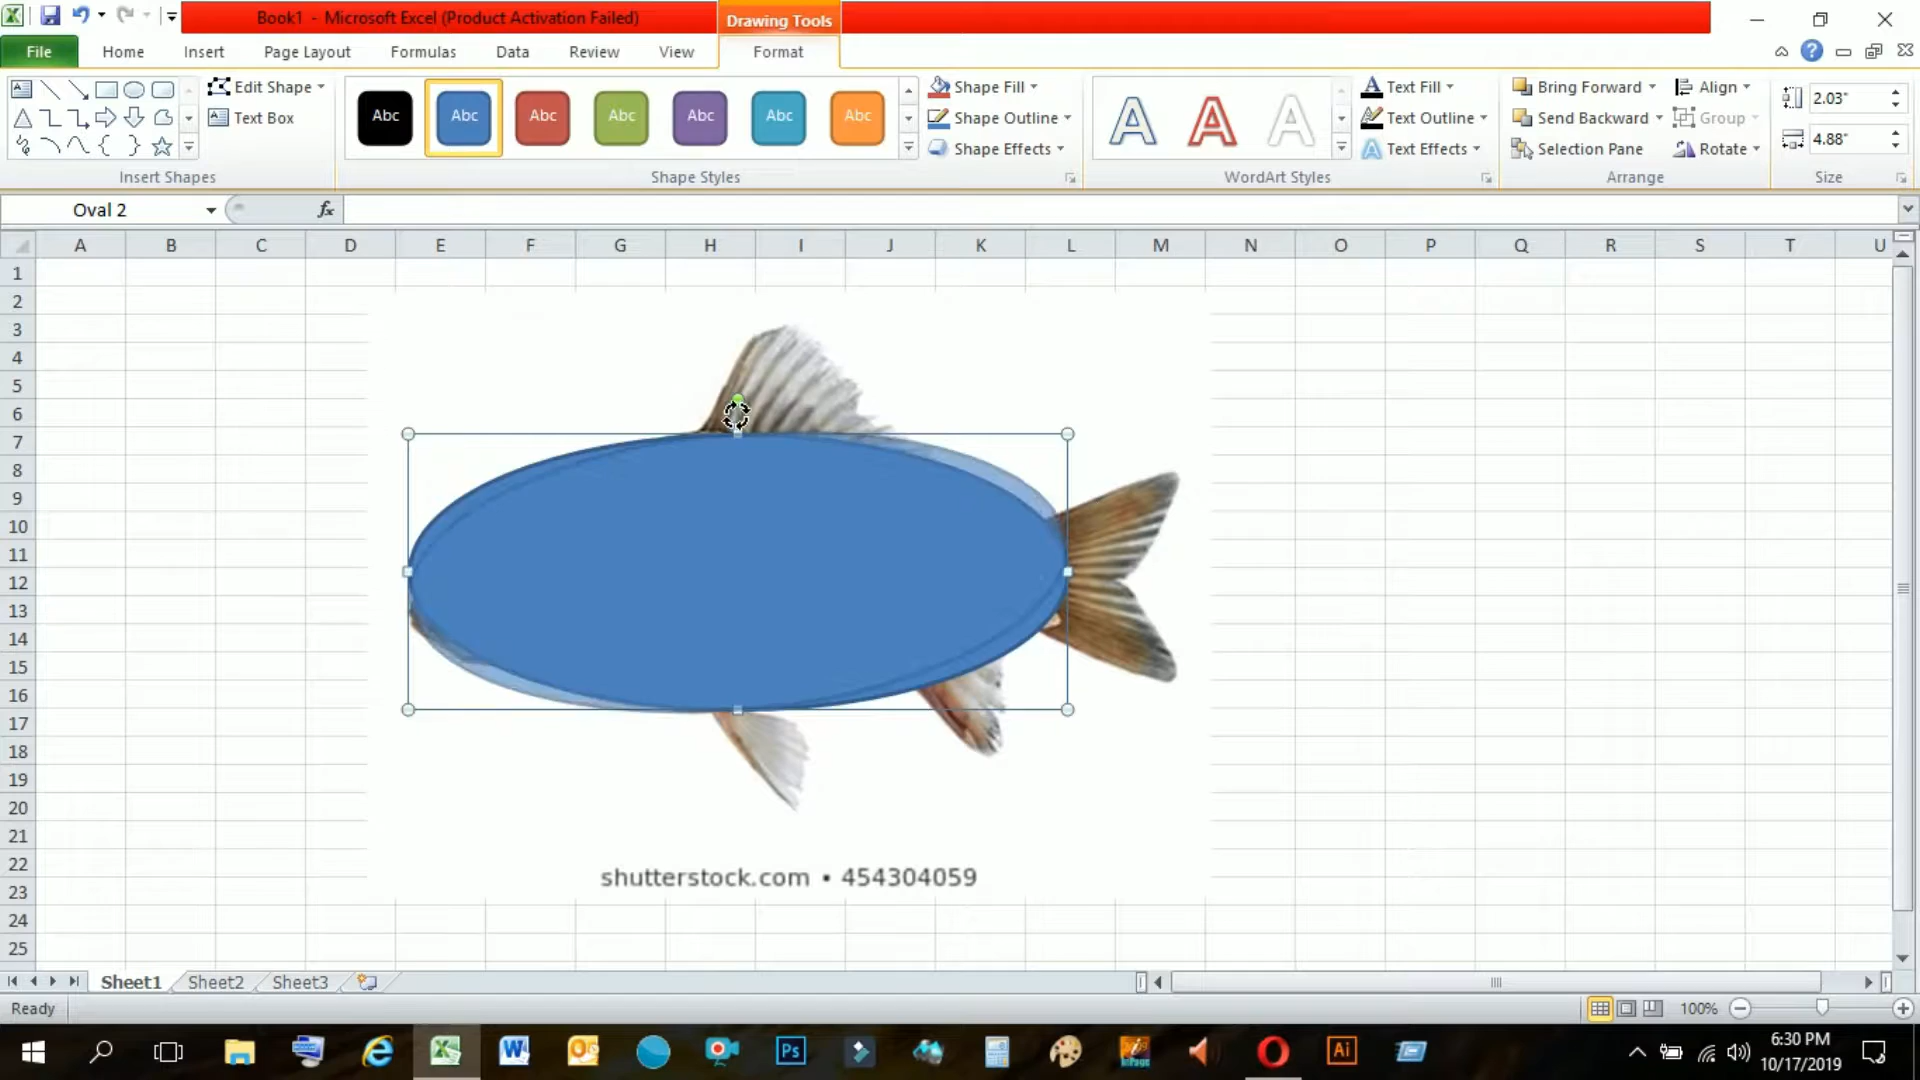 Book1 - Microsoft Excel (Product Activation Failed)
Drawing Tools
File Home Insert Page Layout Formulas Data Review View Format
Edit Shape
Text Box
Insert Shapes
Abc Abc Abc Abc Abc Abc Abc
Shape Styles
Shape Fill
Shape Outline
Shape Effects
A A A
WordArt Styles
Text Fill
Text Outline
Text Effects
Bring Forward
Send Backward
Selection Pane
Align
Group
Rotate
Arrange
2.03"
4.88"
Size
Oval 2
fx
A B C D E F G H I J K L M N O P Q R S T U
1
2
3
4
5
6
7
8
9
10
11
12
13
14
15
16
17
18
19
20
21
22
23
24
25
shutterstock.com • 454304059
Sheet1 Sheet2 Sheet3
Ready
100%
Ps
Ai
6:30 PM
10/17/2019